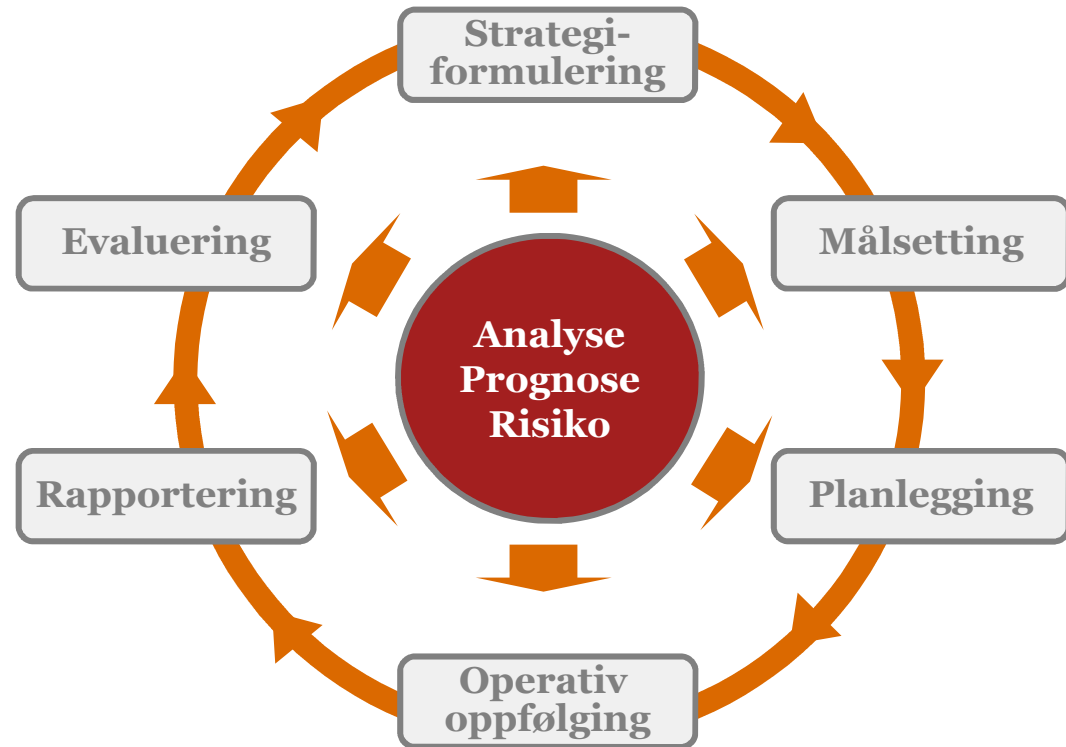 Strategi-
formulering
Evaluering
Målsetting
Analyse
Prognose
Risiko
Rapportering
Planlegging
Operativ
oppfølging